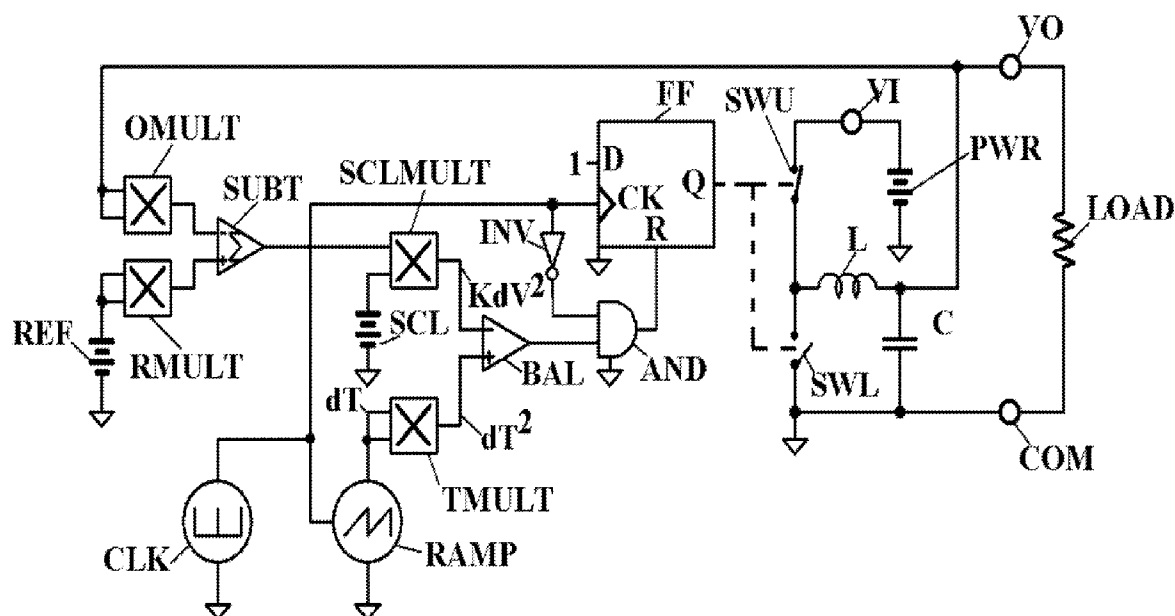 VO
FF
SWU
VI
OMULT
1
D
PWR
SUBT
SCLMULT
Q
CK
LOAD
INV
R
L
KdV²
REF
RMULT
SCL
C
BAL
AND
SWL
dT
dT²
COM
TMULT
CLK
RAMP